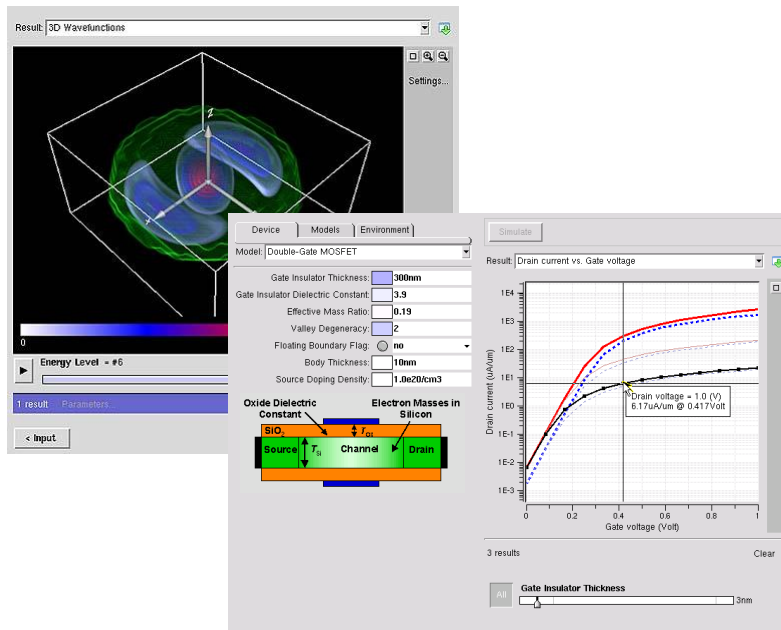 Result: 3D Wavefunctions
Settings...
Z
0
Energy Level = #6
1 result Parameters...
< Input
Device Models Environment
Model: Double-Gate MOSFET
Gate Insulator Thickness: 300nm
Gate Insulator Dielectric Constant: 3.9
Effective Mass Ratio: 0.19
Valley Degeneracy: 2
Floating Boundary Flag: no
Body Thickness: 10nm
Source Doping Density: 1.0e20/cm3
Oxide Dielectric Constant
Electron Masses in Silicon
SiO2 Tox
Source TSi Channel Drain
Simulate
Result: Drain current vs. Gate voltage
1E4
1E3
1E2
1E1
1E0
1E-1
1E-2
1E-3
Drain current (uA/um)
Drain voltage = 1.0 (V)
6.17uA/um @ 0.417Volt
0 0.2 0.4 0.6 0.8 1
Gate voltage (Volt)
3 results Clear
All Gate Insulator Thickness
3nm